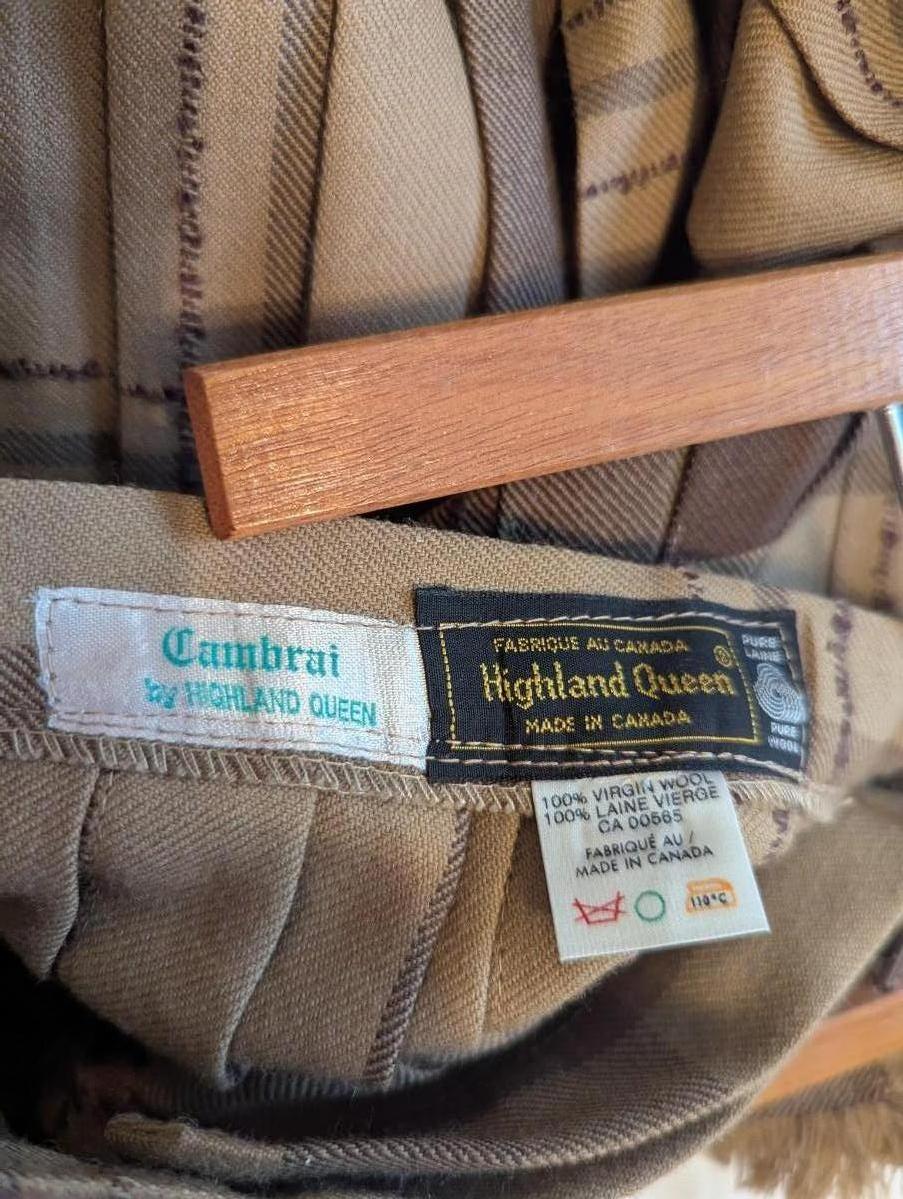 Cambrai
by HIGHLAND QUEEN
FABRIQUE AU CANADA
Highland Queen®
MADE IN CANADA
PURE
LAINE
PURE
WOOL
100% VIRGIN WOOL
100% LAINE VIERGE
CA 00565
FABRIQUÉ AU /
MADE IN CANADA
110°C